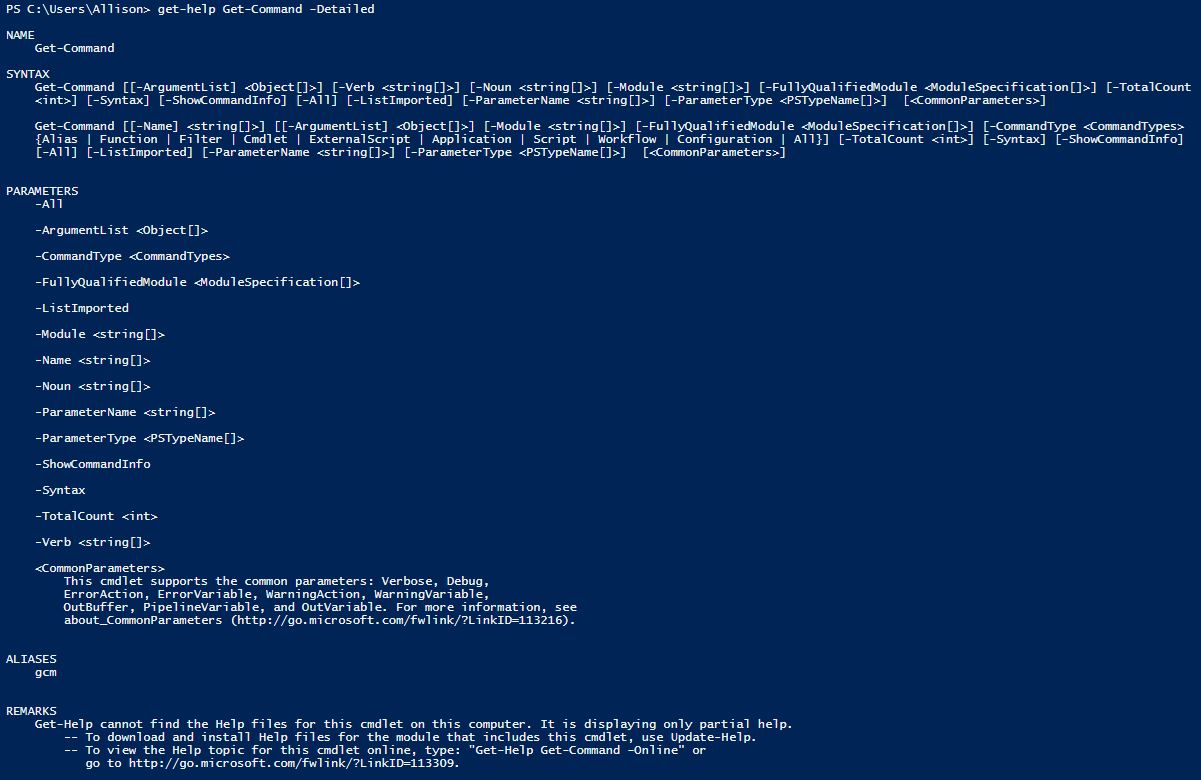 PS C:\Users\Allison> get-help Get-Command -Detailed
NAME
Get-Command
SYNTAX
Get-Command [[-ArgumentList] <Object[]>] [-Verb <string[]>] [-Noun <string[]>] [-Module <string[]>] [-FullyQualifiedModule <ModuleSpecification[]>] [-TotalCount
<int>] [-Syntax] [-ShowCommandInfo] [-All] [-ListImported] [-ParameterName <string[]>] [-ParameterType <PSTypeName[]>]  [<CommonParameters>]
Get-Command [[-Name] <string[]>] [[-ArgumentList] <Object[]>] [-Module <string[]>] [-FullyQualifiedModule <ModuleSpecification[]>] [-CommandType <CommandTypes>
{Alias | Function | Filter | Cmdlet | ExternalScript | Application | Script | Workflow | Configuration | All}] [-TotalCount <int>] [-Syntax] [-ShowCommandInfo]
[-All] [-ListImported] [-ParameterName <string[]>] [-ParameterType <PSTypeName[]>]  [<CommonParameters>]
PARAMETERS
-All
-ArgumentList <Object[]>
-CommandType <CommandTypes>
-FullyQualifiedModule <ModuleSpecification[]>
-ListImported
-Module <string[]>
-Name <string[]>
-Noun <string[]>
-ParameterName <string[]>
-ParameterType <PSTypeName[]>
-ShowCommandInfo
-Syntax
-TotalCount <int>
-Verb <string[]>
<CommonParameters>
This cmdlet supports the common parameters: Verbose, Debug,
ErrorAction, ErrorVariable, WarningAction, WarningVariable,
OutBuffer, PipelineVariable, and OutVariable. For more information, see
about_CommonParameters (http://go.microsoft.com/fwlink/?LinkID=113216).
ALIASES
gcm
REMARKS
Get-Help cannot find the Help files for this cmdlet on this computer. It is displaying only partial help.
-- To download and install Help files for the module that includes this cmdlet, use Update-Help.
-- To view the Help topic for this cmdlet online, type: "Get-Help Get-Command -Online" or
go to http://go.microsoft.com/fwlink/?LinkID=113309.